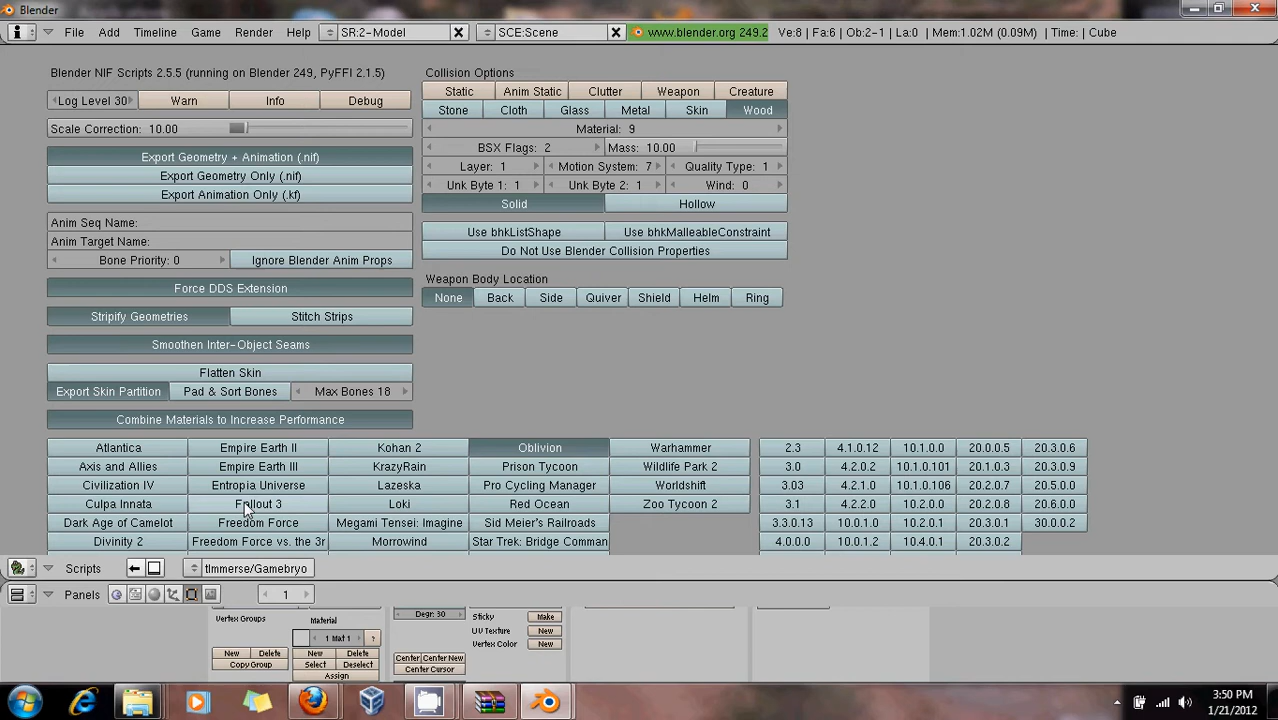 Blender
File Add Timeline Game Render Help SR:2-Model SCE:Scene www.blender.org 249.2 Ve:8 | Fa:6 | Ob:2-1 | La:0 | Mem:1.02M (0.09M) | Time: | Cube
Blender NIF Scripts 2.5.5 (running on Blender 249, PyFFI 2.1.5)
Log Level 30 Warn Info Debug
Scale Correction: 10.00
Export Geometry + Animation (.nif)
Export Geometry Only (.nif)
Export Animation Only (.kf)
Anim Seq Name:
Anim Target Name:
Bone Priority: 0 Ignore Blender Anim Props
Force DDS Extension
Stripify Geometries Stitch Strips
Smoothen Inter-Object Seams
Flatten Skin
Export Skin Partition Pad & Sort Bones Max Bones 18
Combine Materials to Increase Performance
Collision Options
Static Anim Static Clutter Weapon Creature
Stone Cloth Glass Metal Skin Wood
Material: 9
BSX Flags: 2 Mass: 10.00
Layer: 1 Motion System: 7 Quality Type: 1
Unk Byte 1: 1 Unk Byte 2: 1 Wind: 0
Solid Hollow
Use bhkListShape Use bhkMalleableConstraint
Do Not Use Blender Collision Properties
Weapon Body Location
None Back Side Quiver Shield Helm Ring
Atlantica Empire Earth II Kohan 2 Oblivion Warhammer 2.3 4.1.0.12 10.1.0.0 20.0.0.5 20.3.0.6
Axis and Allies Empire Earth III KrazyRain Prison Tycoon Wildlife Park 2 3.0 4.2.0.2 10.1.0.101 20.1.0.3 20.3.0.9
Civilization IV Entropia Universe Lazeska Pro Cycling Manager Worldshift 3.03 4.2.1.0 10.1.0.106 20.2.0.7 20.5.0.0
Culpa Innata Fallout 3 Loki Red Ocean Zoo Tycoon 2 3.1 4.2.2.0 10.2.0.0 20.2.0.8 20.6.0.0
Dark Age of Camelot Freedom Force Megami Tensei: Imagine Sid Meier's Railroads 3.3.0.13 10.0.1.0 10.2.0.1 20.3.0.1 30.0.0.2
Divinity 2 Freedom Force vs. the 3r Morrowind Star Trek: Bridge Comman 4.0.0.0 10.0.1.2 10.4.0.1 20.3.0.2
Scripts tImmerse/Gamebryo
Panels 1
Vertex Groups
New Delete
Copy Group
Material
1 Mat 1 ?
New Delete
Select Deselect
Assign
Degr: 30
Center Center New
Center Cursor
Sticky Make
UV Texture New
Vertex Color New
3:50 PM
1/21/2012